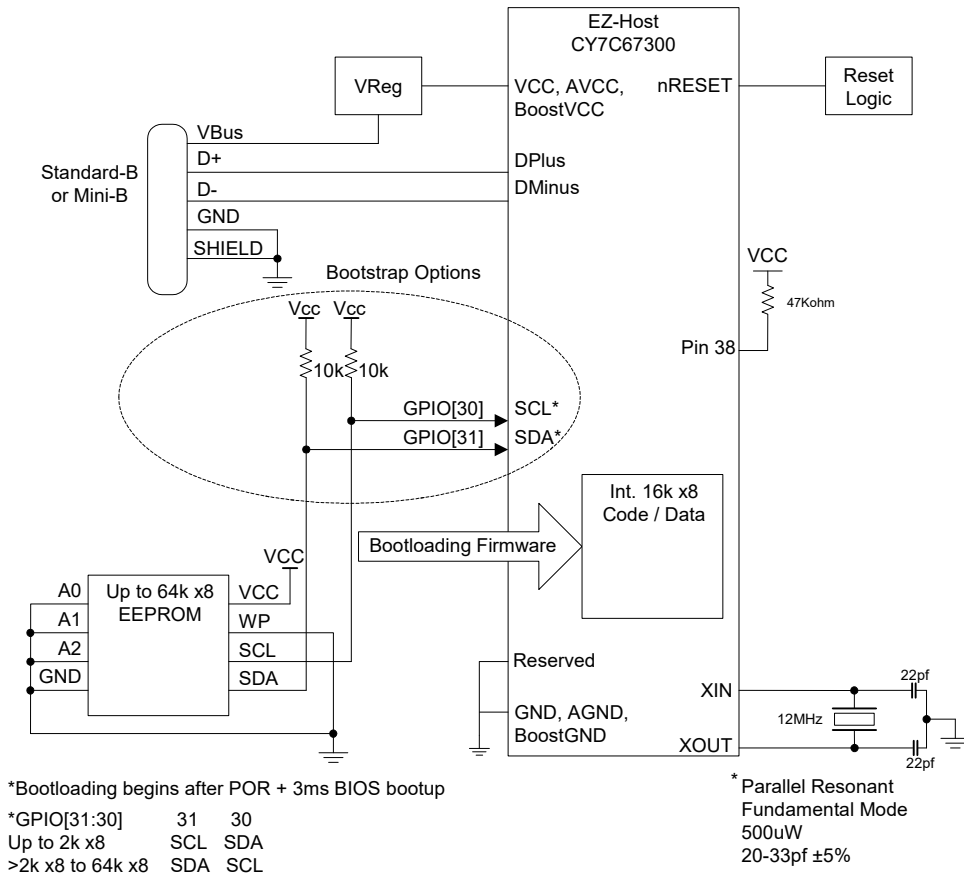 EZ-Host
CY7C67300
VReg
VCC, AVCC,
BoostVCC
nRESET
Reset
Logic
Standard-B
or Mini-B
VBus
D+
D-
GND
SHIELD
DPlus
DMinus
Bootstrap Options
Vcc
Vcc
10k
10k
VCC
47Kohm
Pin 38
GPIO[30]
SCL*
GPIO[31]
SDA*
Int. 16k x8
Code / Data
Bootloading Firmware
VCC
A0
A1
A2
GND
Up to 64k x8
EEPROM
VCC
WP
SCL
SDA
Reserved
GND, AGND,
BoostGND
XIN
XOUT
22pf
12MHz
22pf
*Bootloading begins after POR + 3ms BIOS bootup
*GPIO[31:30] 31 30
Up to 2k x8 SCL SDA
>2k x8 to 64k x8 SDA SCL
* Parallel Resonant
Fundamental Mode
500uW
20-33pf ±5%